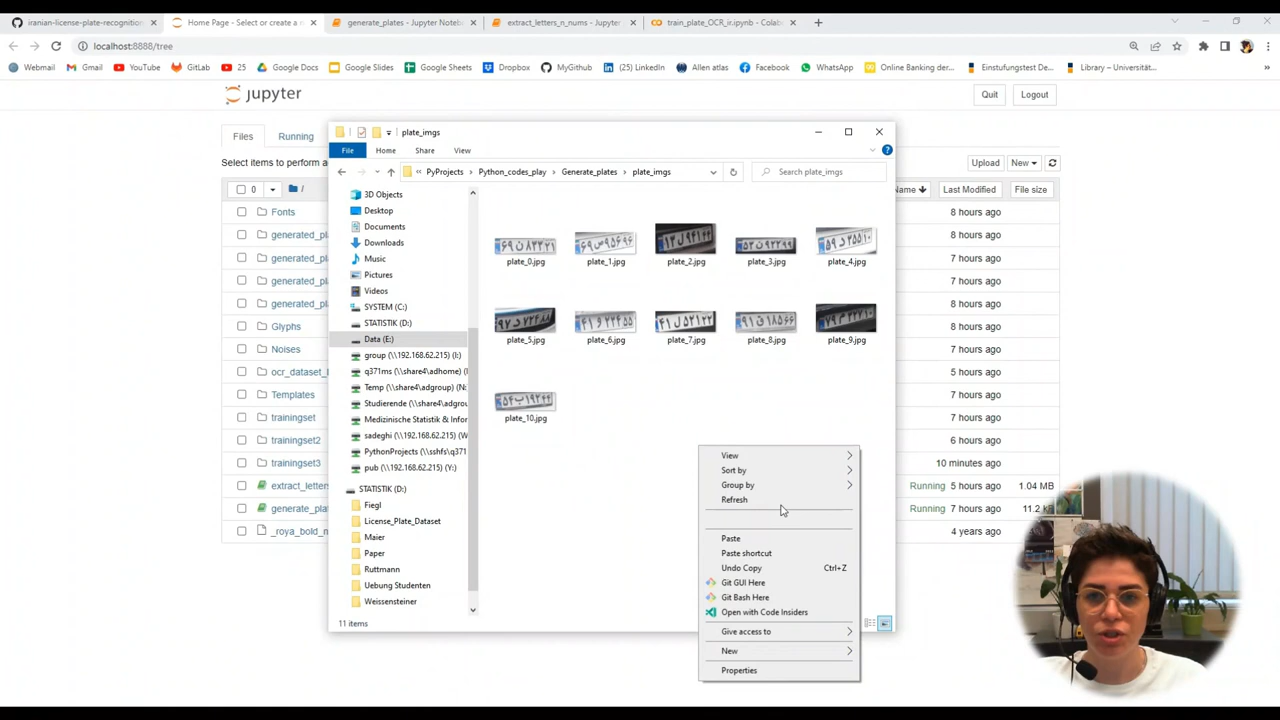 iranian-license-plate-recognition
Home Page - Select or create a n
generate_plates - Jupyter Noteb
extract_letters_n_nums - Jupyter
train_plate_OCR_ir.ipynb - Colab
localhost:8888/tree
Webmail
Gmail
YouTube
GitLab
25
Google Docs
Google Slides
Google Sheets
Dropbox
MyGithub
(25) LinkedIn
Allen atlas
Facebook
WhatsApp
Online Banking der...
Einstufungstest De...
Library – Universität...
jupyter
Quit
Logout
Files
Running
Select items to perform a
Upload
New
0
/
Name
Last Modified
File size
Fonts
8 hours ago
generated_pl
8 hours ago
generated_pl
7 hours ago
generated_pl
7 hours ago
generated_pl
8 hours ago
Glyphs
8 hours ago
Noises
8 hours ago
ocr_dataset_
5 hours ago
Templates
7 hours ago
trainingset
7 hours ago
trainingset2
6 hours ago
trainingset3
10 minutes ago
extract_letters
Running
5 hours ago
1.04 MB
Running
7 hours ago
11.2 k
_roya_bold_n
4 years ago
plate_imgs
File
Home
Share
View
PyProjects
Python_codes_play
Generate_plates
plate_imgs
Search plate_imgs
3D Objects
Desktop
Documents
Downloads
Music
Pictures
Videos
SYSTEM (C:)
STATISTIK (D:)
Data (E:)
group (\\192.168.62.215) (I:)
q371ms (\\share4\adhome) (
Temp (\\share4\adgroup) (N:
Studierende (\\share4\adgrou
Medizinische Statistik & Infor
sadeghi (\\192.168.62.215) (W
PythonProjects (\\sshfs\q371
pub (\\192.168.62.215) (Y:)
STATISTIK (D:)
Fiegl
License_Plate_Dataset
Maier
Paper
Ruttmann
Uebung Studenten
Weissensteiner
plate_0.jpg
plate_1.jpg
plate_2.jpg
plate_3.jpg
plate_4.jpg
plate_5.jpg
plate_6.jpg
plate_7.jpg
plate_8.jpg
plate_9.jpg
plate_10.jpg
11 items
View
Sort by
Group by
Refresh
Paste
Paste shortcut
Undo Copy
Ctrl+Z
Git GUI Here
Git Bash Here
Open with Code Insiders
Give access to
New
Properties